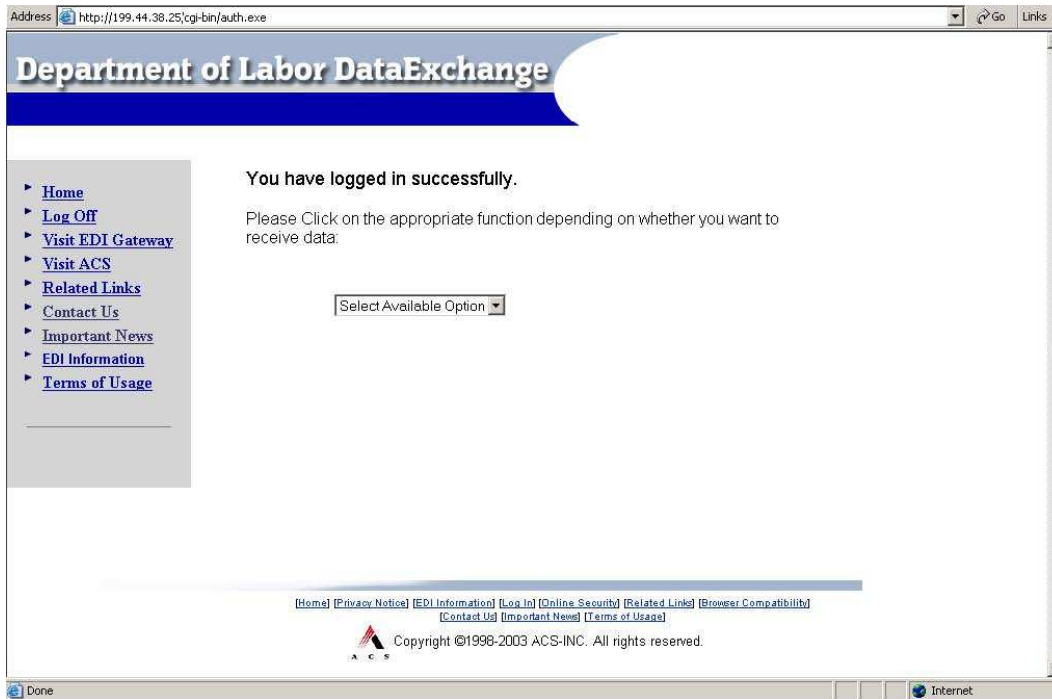 Address http://199.44.38.25/cgi-bin/auth.exe Go Links
Department of Labor DataExchange
Home
Log Off
Visit EDI Gateway
Visit ACS
Related Links
Contact Us
Important News
EDI Information
Terms of Usage
You have logged in successfully.
Please Click on the appropriate function depending on whether you want to
receive data:
Select Available Option
[Home] [Privacy Notice] [EDI Information] [Log In] [Online Security] [Related Links] [Browser Compatibility]
[Contact Us] [Important News] [Terms of Usage]
A C S
Copyright ©1998-2003 ACS-INC. All rights reserved.
Done Internet